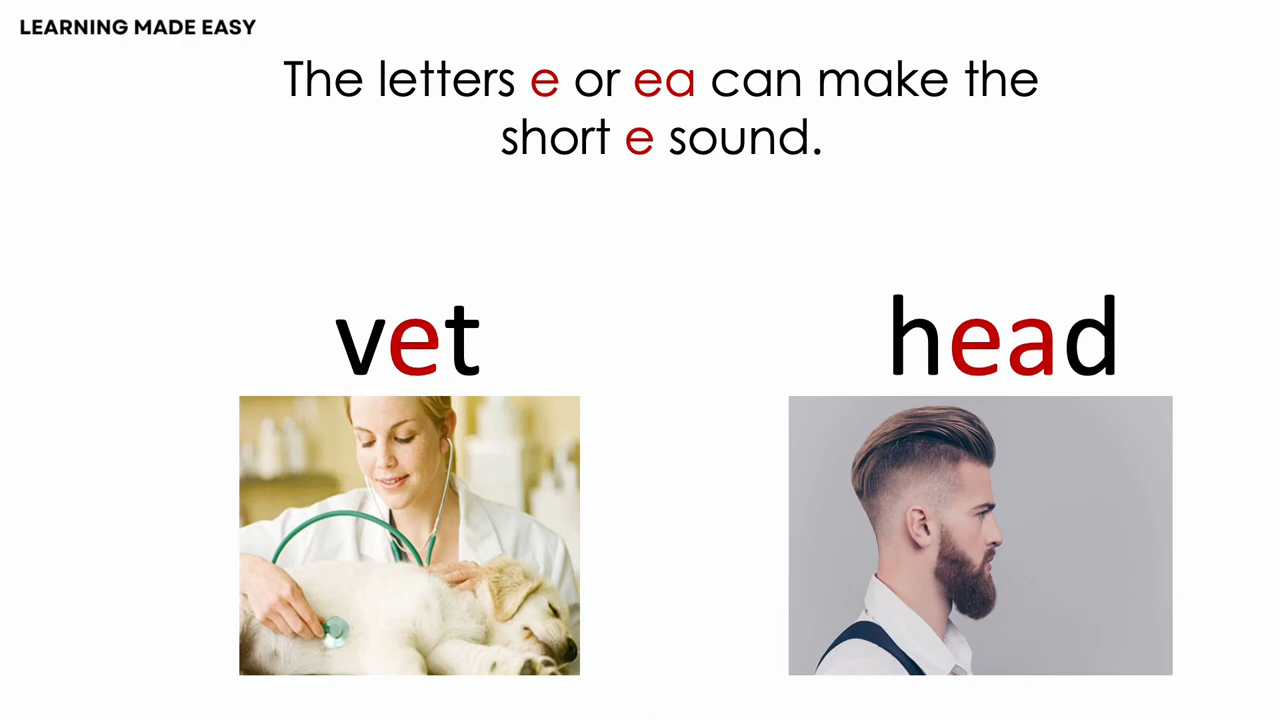 LEARNING MADE EASY
The letters e or ea can make the
short e sound.
vet
head